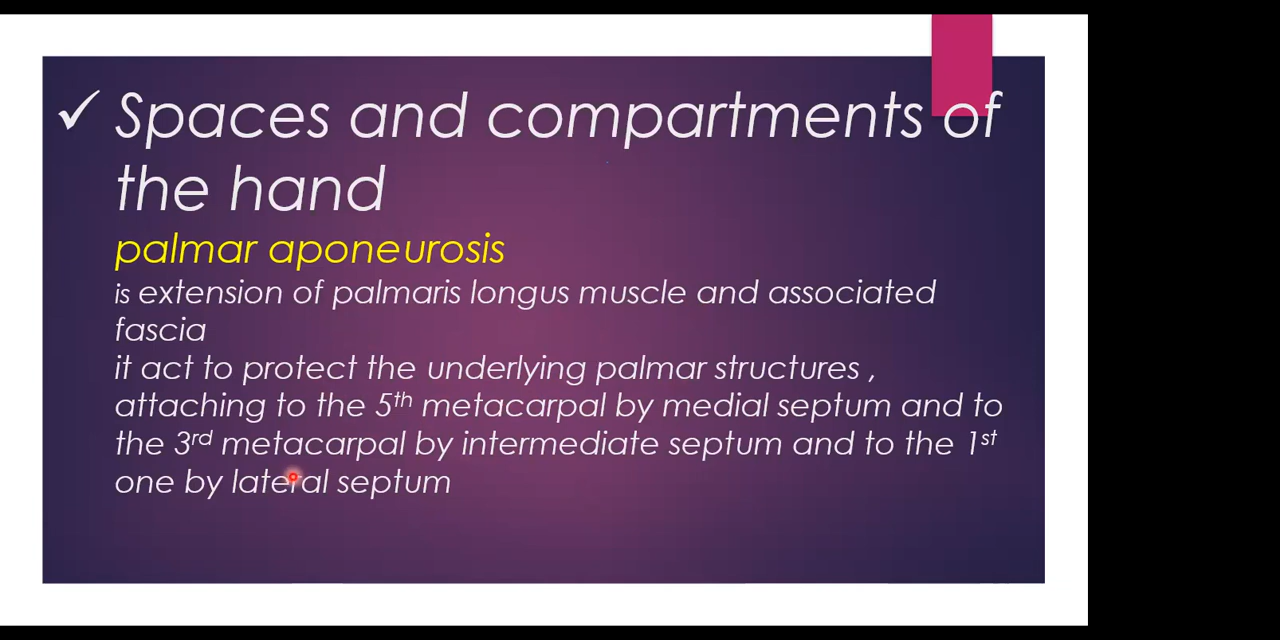 ✓ Spaces and compartments of
the hand
palmar aponeurosis
is extension of palmaris longus muscle and associated
fascia
it act to protect the underlying palmar structures ,
attaching to the 5th metacarpal by medial septum and to
the 3rd metacarpal by intermediate septum and to the 1st
one by lateral septum